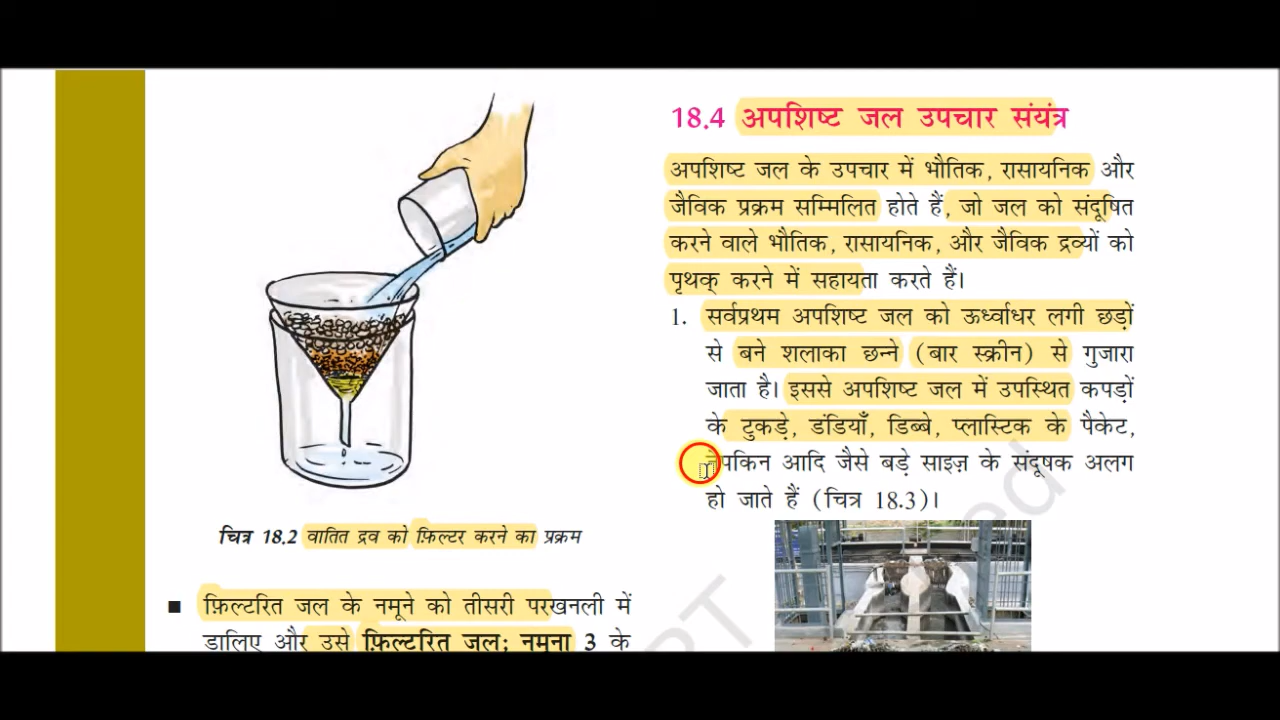 चित्र 18.2 वातित द्रव को फ़िल्टर करने का प्रक्रम
■ फ़िल्टरित जल के नमूने को तीसरी परखनली में
डालिए और उसे फ़िल्टरित जल; नमूना 3 के
18.4 अपशिष्ट जल उपचार संयंत्र
अपशिष्ट जल के उपचार में भौतिक, रासायनिक और
जैविक प्रक्रम सम्मिलित होते हैं, जो जल को संदूषित
करने वाले भौतिक, रासायनिक, और जैविक द्रव्यों को
पृथक् करने में सहायता करते हैं।
1. सर्वप्रथम अपशिष्ट जल को ऊर्ध्वाधर लगी छड़ों
से बने शलाका छन्ने (बार स्क्रीन) से गुजारा
जाता है। इससे अपशिष्ट जल में उपस्थित कपड़ों
के टुकड़े, डंडियाँ, डिब्बे, प्लास्टिक के पैकेट,
नेपकिन आदि जैसे बड़े साइज़ के संदूषक अलग
हो जाते हैं (चित्र 18.3)।